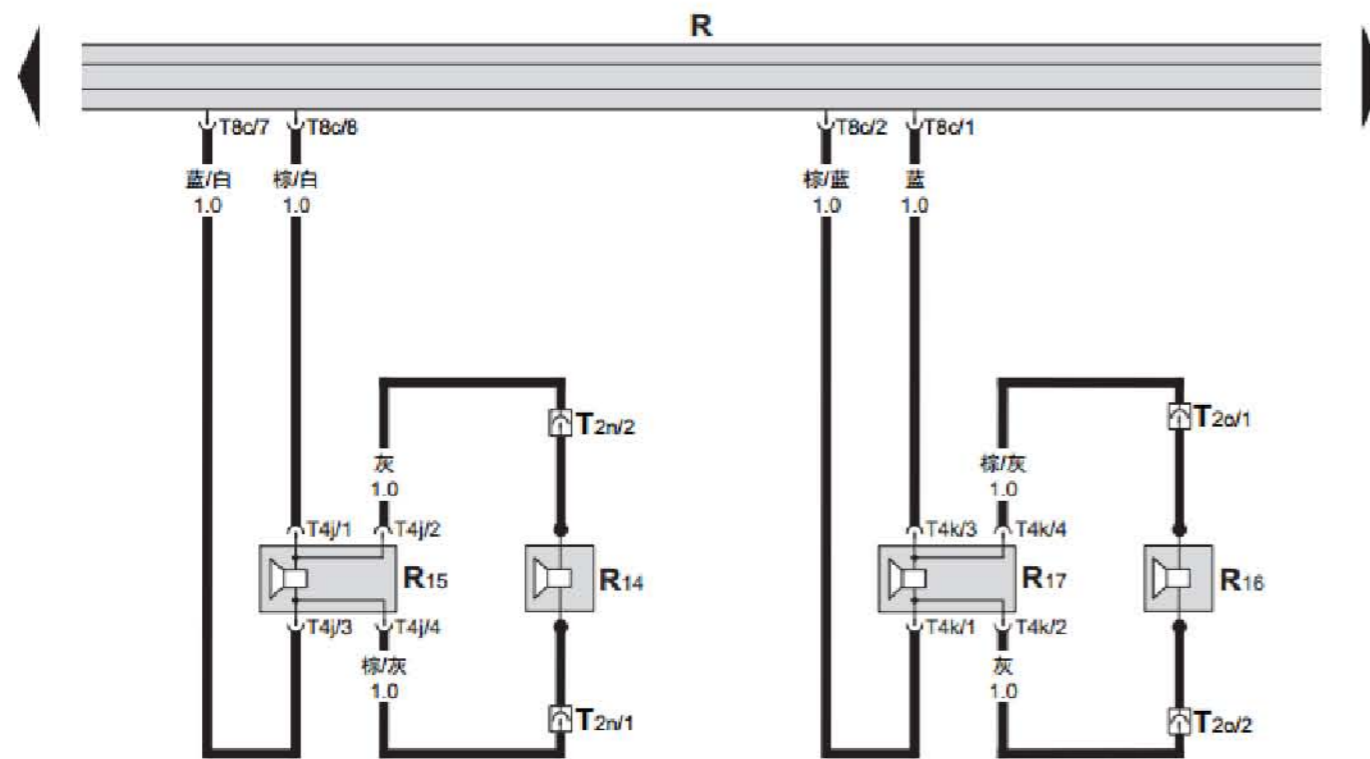 R
T8c/7 T8c/8 T8c/2 T8c/1
蓝/白 棕/白 棕/蓝 蓝
1.0 1.0 1.0 1.0
T2n/2 T2o/1
灰 棕/灰
1.0 1.0
T4j/1 T4j/2 T4k/3 T4k/4
R15 R14 R17 R16
T4j/3 T4j/4 T4k/1 T4k/2
棕/灰 灰
1.0 1.0
T2n/1 T2o/2